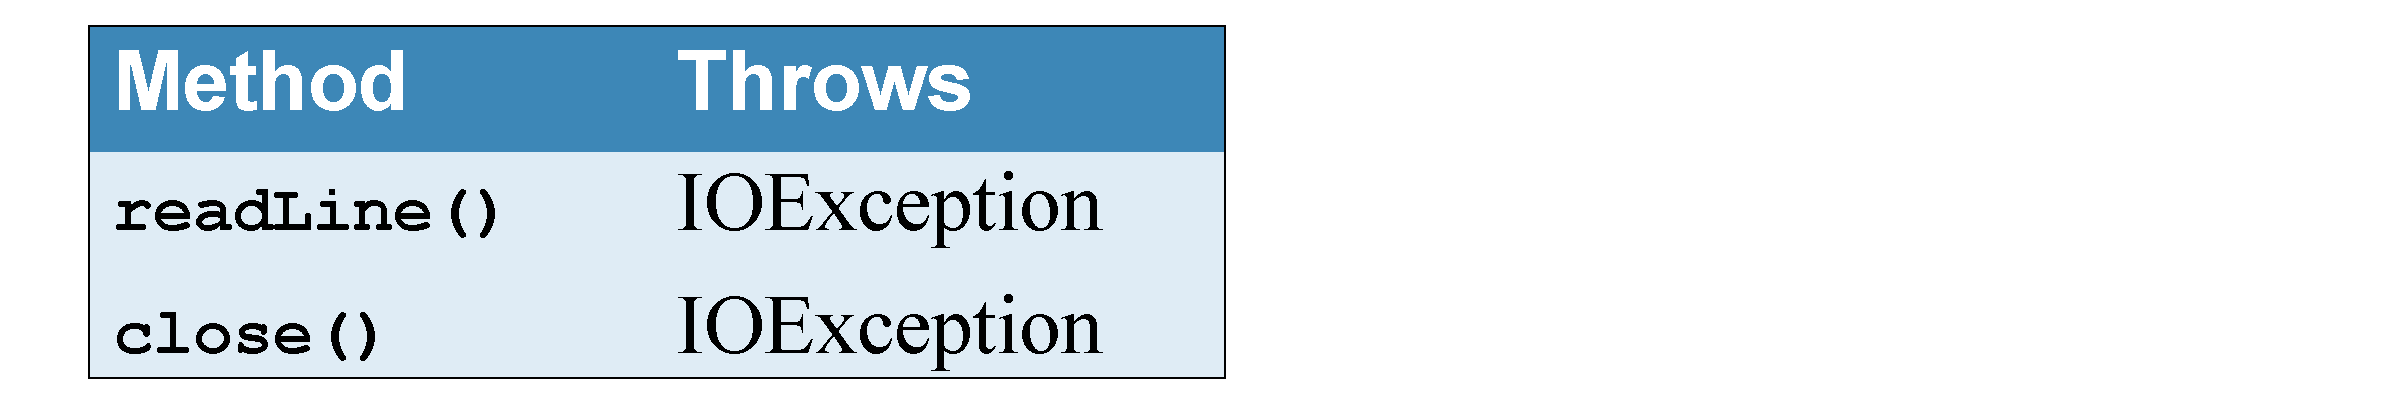 Method Throws
readLine() IOException
close() IOException